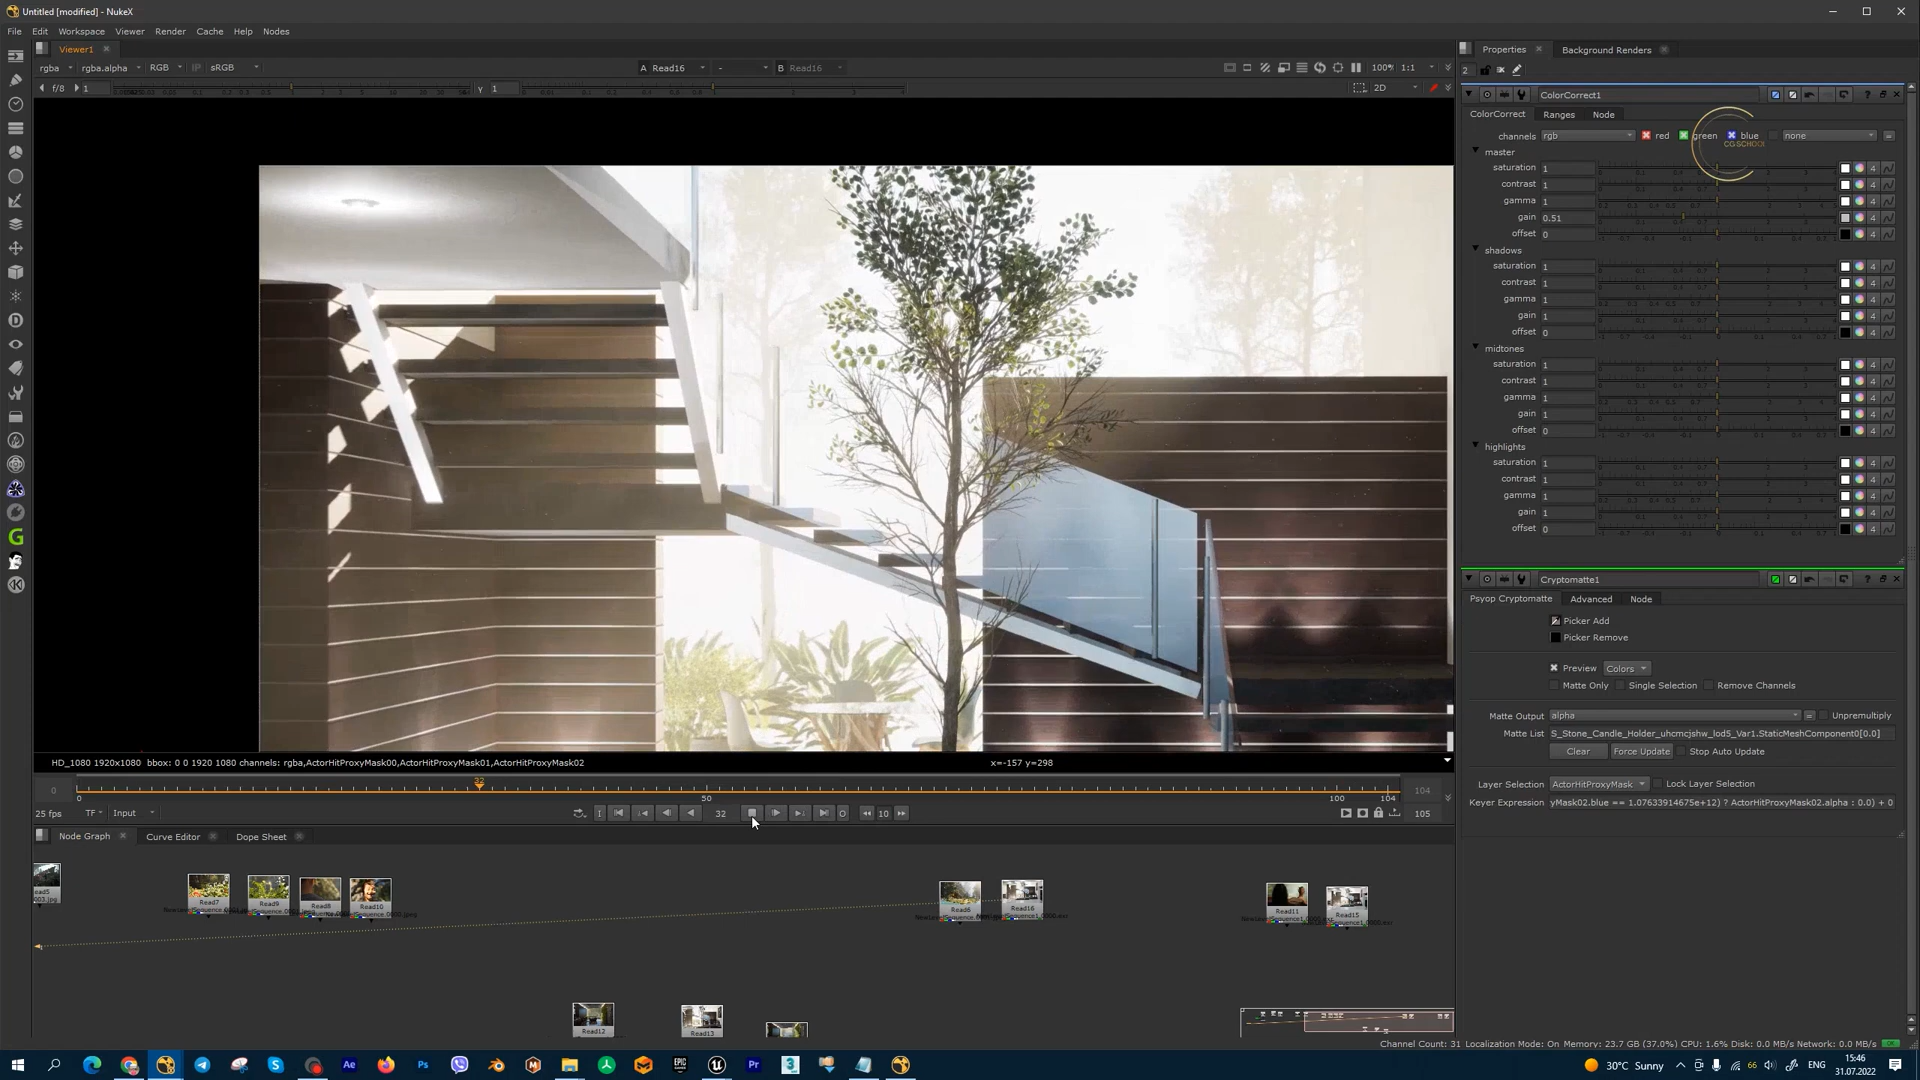 Untitled [modified] - NukeX
File Edit Workspace Viewer Render Cache Help Nodes
Viewer1
rgba rgba.alpha RGB IP sRGB A Read16 - B Read16 100% 1:1
f/8 1 γ 1 2D
HD_1080 1920x1080 bbox: 0 0 1920 1080 channels: rgba,ActorHitProxyMask00,ActorHitProxyMask01,ActorHitProxyMask02 x=-157 y=298
32
0 0 50 100 104 104
25 fps TF Input 32 10 105
Node Graph Curve Editor Dope Sheet
Read7
Read9
Read8
Read10
Read6
Read16
Read11
Read15
Read12
Read13
Properties Background Renders
2
ColorCorrect1
ColorCorrect Ranges Node
channels rgb red green blue none
CG SCHOOL
master
saturation 1
contrast 1
gamma 1
gain 0.51
offset 0
shadows
saturation 1
contrast 1
gamma 1
gain 1
offset 0
midtones
saturation 1
contrast 1
gamma 1
gain 1
offset 0
highlights
saturation 1
contrast 1
gamma 1
gain 1
offset 0
Cryptomatte1
Psyop Cryptomatte Advanced Node
Picker Add
Picker Remove
Preview Colors
Matte Only Single Selection Remove Channels
Matte Output alpha Unpremultiply
Matte List S_Stone_Candle_Holder_uhcmcjshw_lod5_Var1.StaticMeshComponent0[0.0]
Clear Force Update Stop Auto Update
Layer Selection ActorHitProxyMask Lock Layer Selection
Keyer Expression yMask02.blue == 1.07633914675e+12) ? ActorHitProxyMask02.alpha : 0.0) + 0
Channel Count: 31 Localization Mode: On Memory: 23.7 GB (37.0%) CPU: 1.6% Disk: 0.0 MB/s Network: 0.0 MB/s
30°C Sunny 66 15:46
31.07.2022